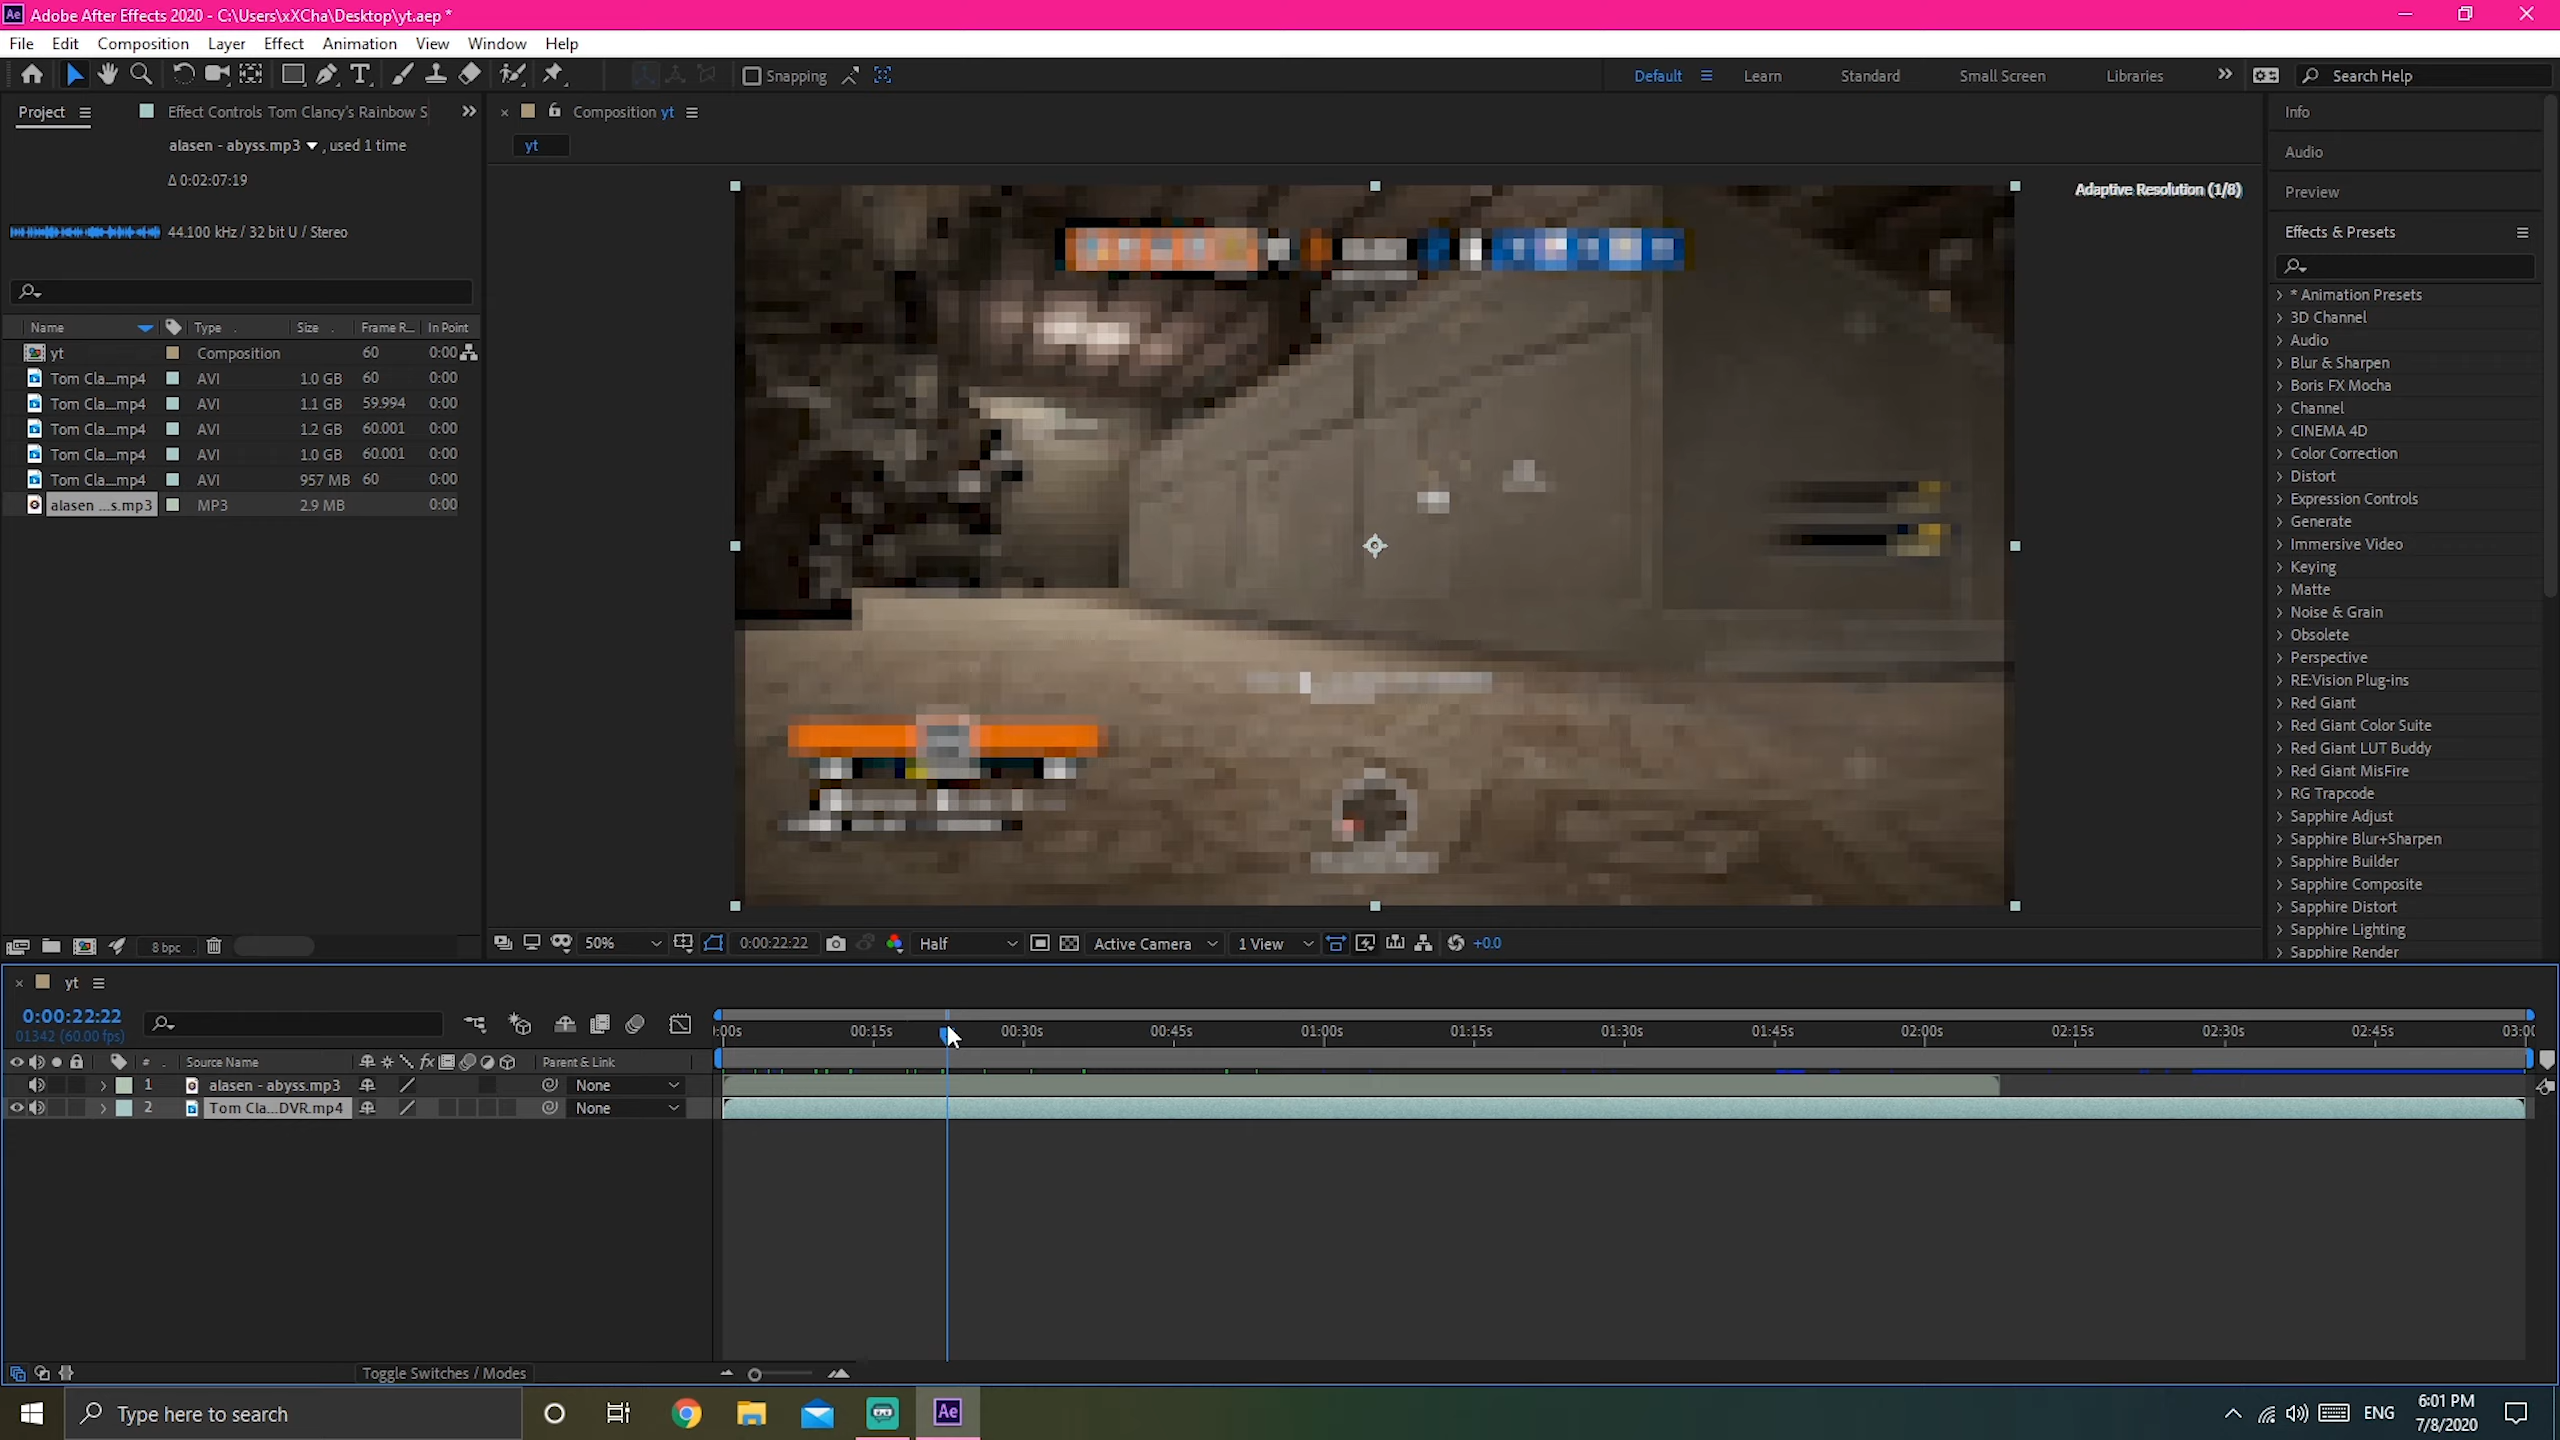 Adobe After Effects 2020 - C:\Users\xXCha\Desktop\yt.aep *
File Edit Composition Layer Effect Animation View Window Help
Snapping
Default Learn Standard Small Screen Libraries Search Help
Project Effect Controls Tom Clancy's Rainbow S
Composition yt
Info
alasen - abyss.mp3 , used 1 time
yt
Audio
Δ 0:02:07:19
Adaptive Resolution (1/8)
Preview
44.100 kHz / 32 bit U / Stereo
Effects & Presets
Name Type Size Frame R... In Point
yt Composition 60 0:00
Tom Cla...mp4 AVI 1.0 GB 60 0:00
Tom Cla...mp4 AVI 1.1 GB 59.994 0:00
Tom Cla...mp4 AVI 1.2 GB 60.001 0:00
Tom Cla...mp4 AVI 1.0 GB 60.001 0:00
Tom Cla...mp4 AVI 957 MB 60 0:00
alasen ...s.mp3 MP3 2.9 MB 0:00
* Animation Presets
3D Channel
Audio
Blur & Sharpen
Boris FX Mocha
Channel
CINEMA 4D
Color Correction
Distort
Expression Controls
Generate
Immersive Video
Keying
Matte
Noise & Grain
Obsolete
Perspective
RE:Vision Plug-ins
Red Giant
Red Giant Color Suite
Red Giant LUT Buddy
Red Giant MisFire
RG Trapcode
Sapphire Adjust
Sapphire Blur+Sharpen
Sapphire Builder
Sapphire Composite
Sapphire Distort
Sapphire Lighting
Sapphire Render
8 bpc
50% 0:00:22:22 Half Active Camera 1 View +0.0
yt
0:00:22:22
01342 (60.00 fps)
:00s 00:15s 00:30s 00:45s 01:00s 01:15s 01:30s 01:45s 02:00s 02:15s 02:30s 02:45s 03:00
# Source Name fx Parent & Link
1 alasen - abyss.mp3 None
2 Tom Cla...DVR.mp4 None
Toggle Switches / Modes
Type here to search
Ae
ENG
6:01 PM
7/8/2020